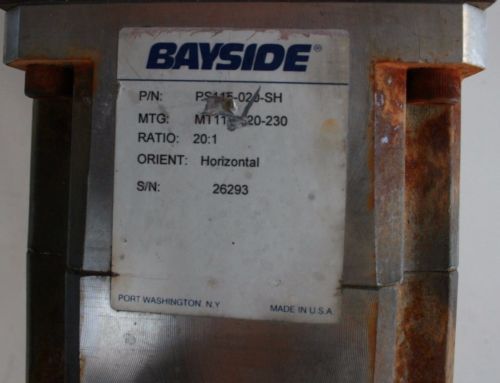 BAYSIDE®
P/N: PS115-020-SH
MTG:
RATIO: 20:1
ORIENT: Horizontal
S/N: 26293
PORT WASHINGTON, N.Y
MADE IN U.S.A.